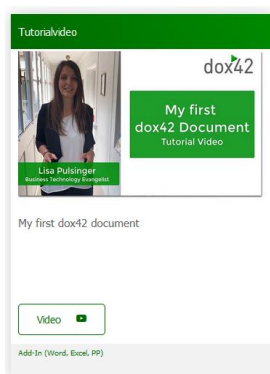 Tutorialvideo
dox42
My first
dox42 Document
Tutorial Video
Lisa Pulsinger
Business Technology Evangelist
My first dox42 document
Video
Add-In (Word, Excel, PP)